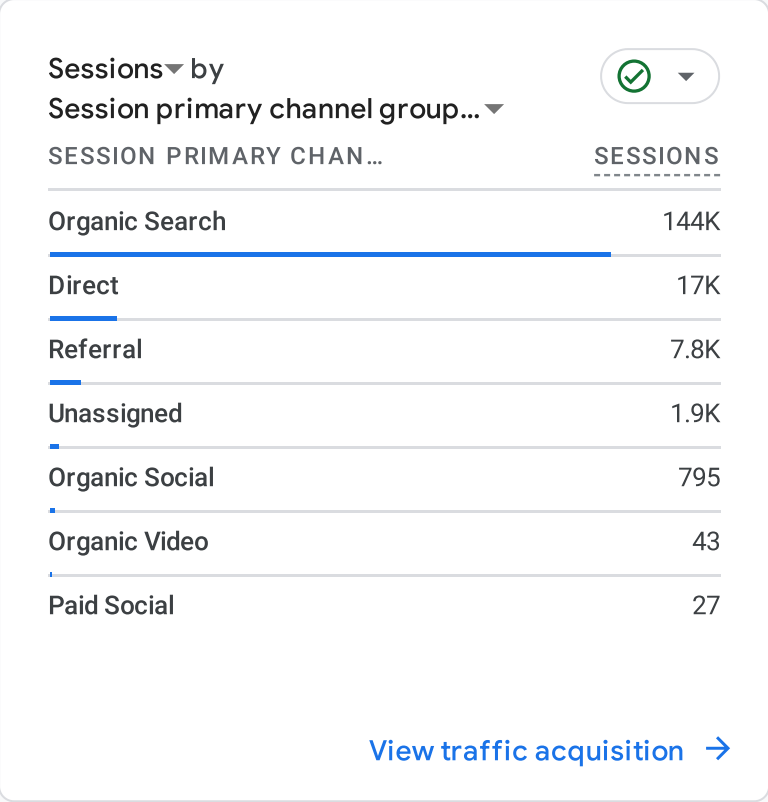 Sessions by
Session primary channel group...
SESSION PRIMARY CHAN... SESSIONS
Organic Search 144K
Direct 17K
Referral 7.8K
Unassigned 1.9K
Organic Social 795
Organic Video 43
Paid Social 27
View traffic acquisition